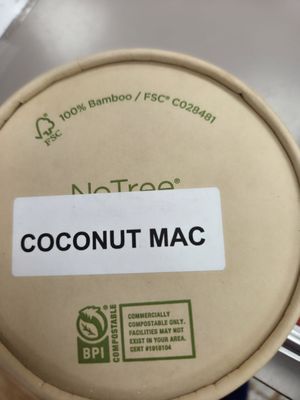 100% Bamboo / FSC® C028481
FSC
NoTree®
COCONUT MAC
BPI
COMPOSTABLE
COMMERCIALLY
COMPOSTABLE ONLY.
FACILITIES MAY NOT
EXIST IN YOUR AREA.
CERT #1918104